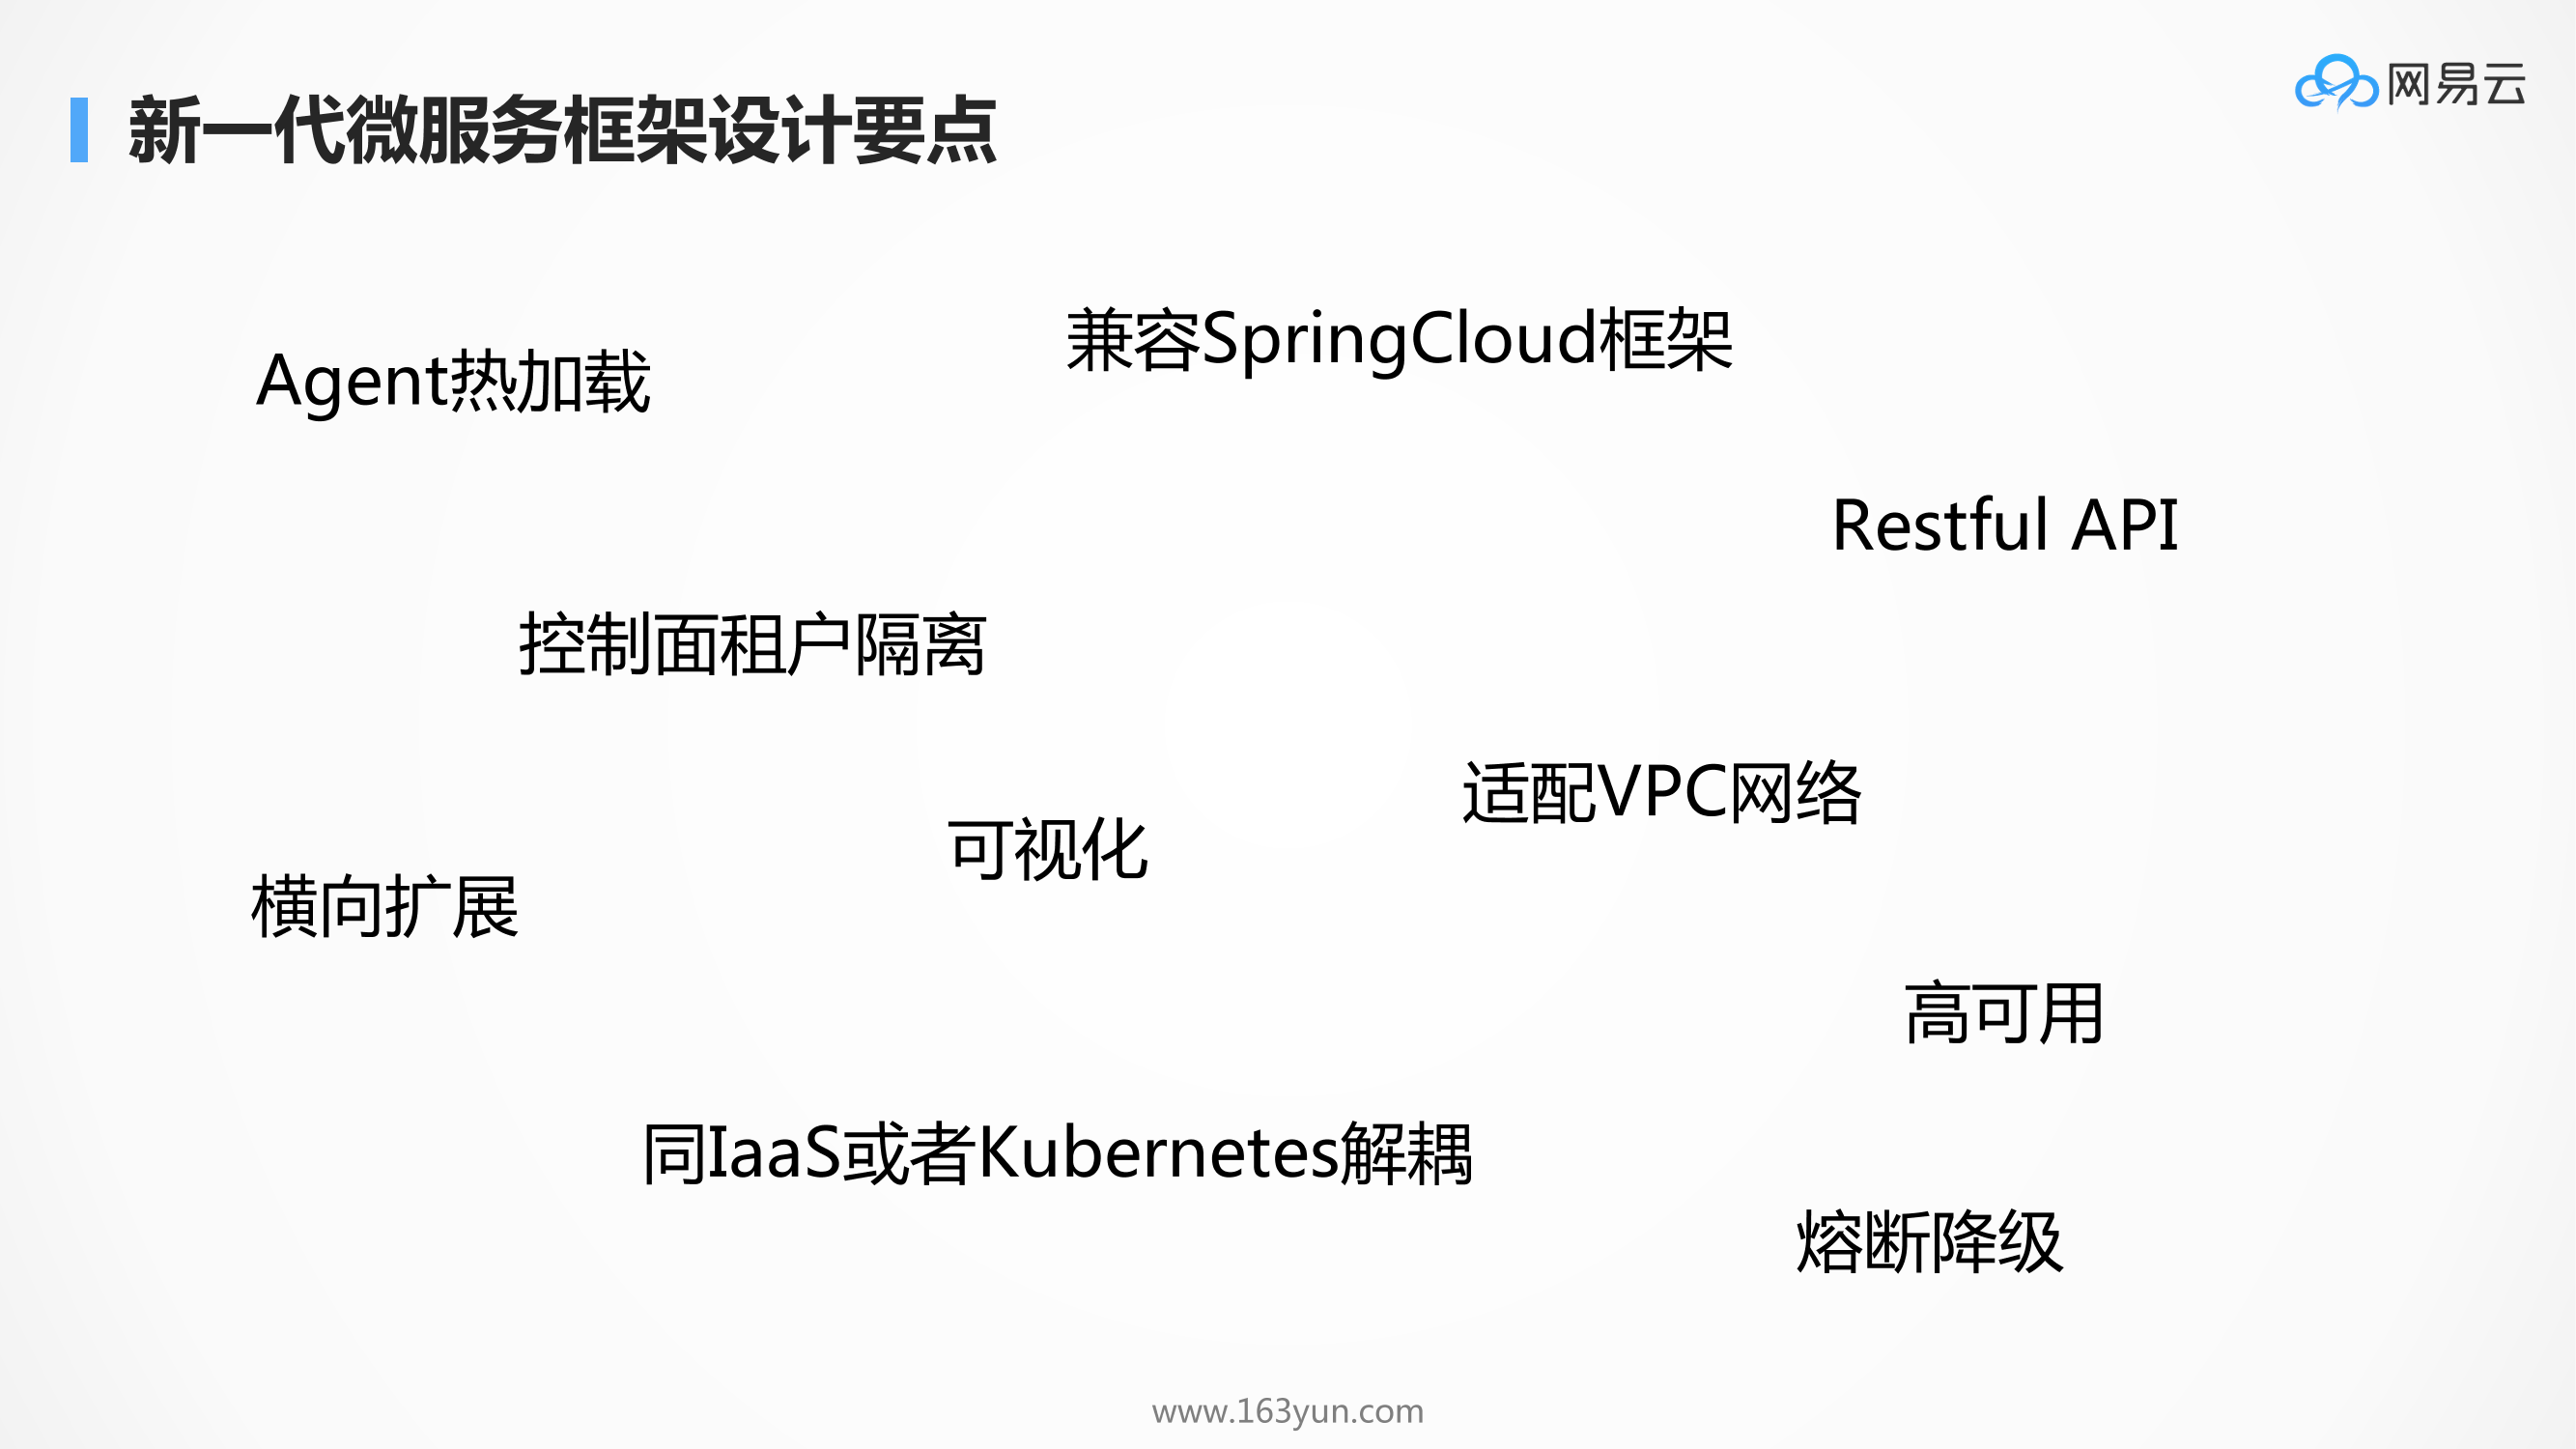 网易云
新一代微服务框架设计要点
兼容SpringCloud框架
Agent热加载
Restful API
控制面租户隔离
适配VPC网络
可视化
横向扩展
高可用
同IaaS或者Kubernetes解耦
熔断降级
www.163yun.com